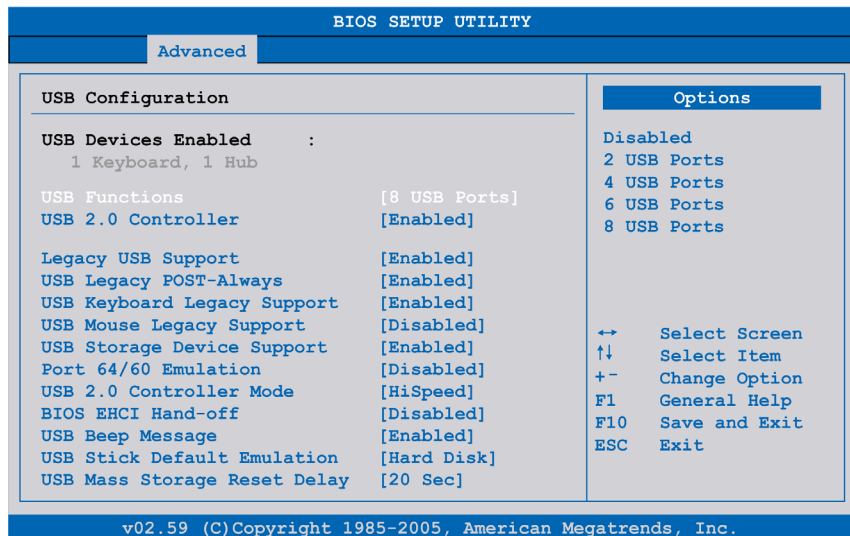 BIOS SETUP UTILITY
Advanced
USB Configuration
USB Devices Enabled :
1 Keyboard, 1 Hub
USB Functions [8 USB Ports]
USB 2.0 Controller [Enabled]
Legacy USB Support [Enabled]
USB Legacy POST-Always [Enabled]
USB Keyboard Legacy Support [Enabled]
USB Mouse Legacy Support [Disabled]
USB Storage Device Support [Enabled]
Port 64/60 Emulation [Disabled]
USB 2.0 Controller Mode [HiSpeed]
BIOS EHCI Hand-off [Disabled]
USB Beep Message [Enabled]
USB Stick Default Emulation [Hard Disk]
USB Mass Storage Reset Delay [20 Sec]
Options
Disabled
2 USB Ports
4 USB Ports
6 USB Ports
8 USB Ports
↔ Select Screen
↑↓ Select Item
+- Change Option
F1 General Help
F10 Save and Exit
ESC Exit
v02.59 (C)Copyright 1985-2005, American Megatrends, Inc.